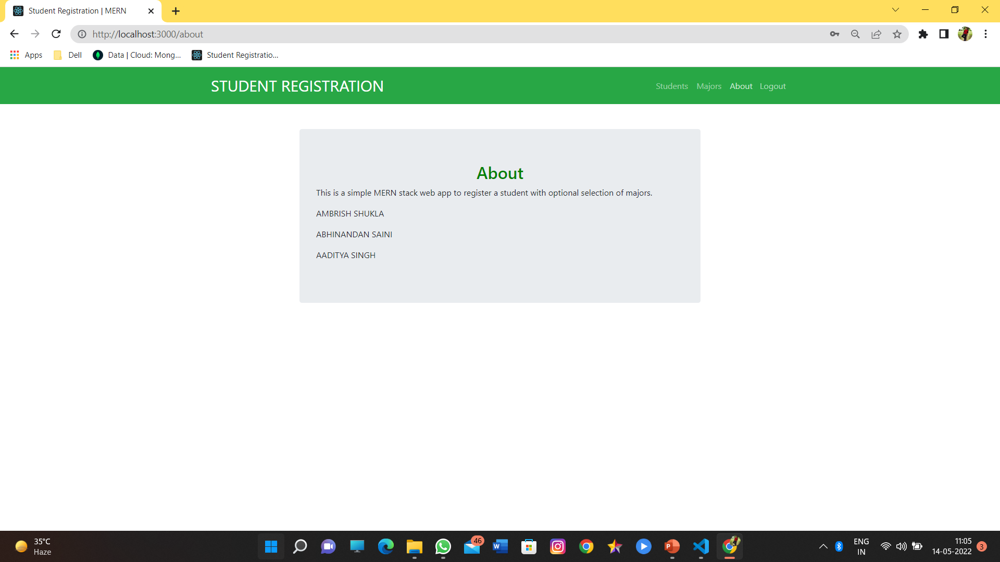 Student Registration | MERN
http://localhost:3000/about
Apps
Dell
Data | Cloud: Mong...
Student Registratio...
STUDENT REGISTRATION
Students
Majors
About
Logout
About
This is a simple MERN stack web app to register a student with optional selection of majors.
AMBRISH SHUKLA
ABHINANDAN SAINI
AADITYA SINGH
35°C
Haze
46
W
P
ENG
IN
11:05
14-05-2022
3